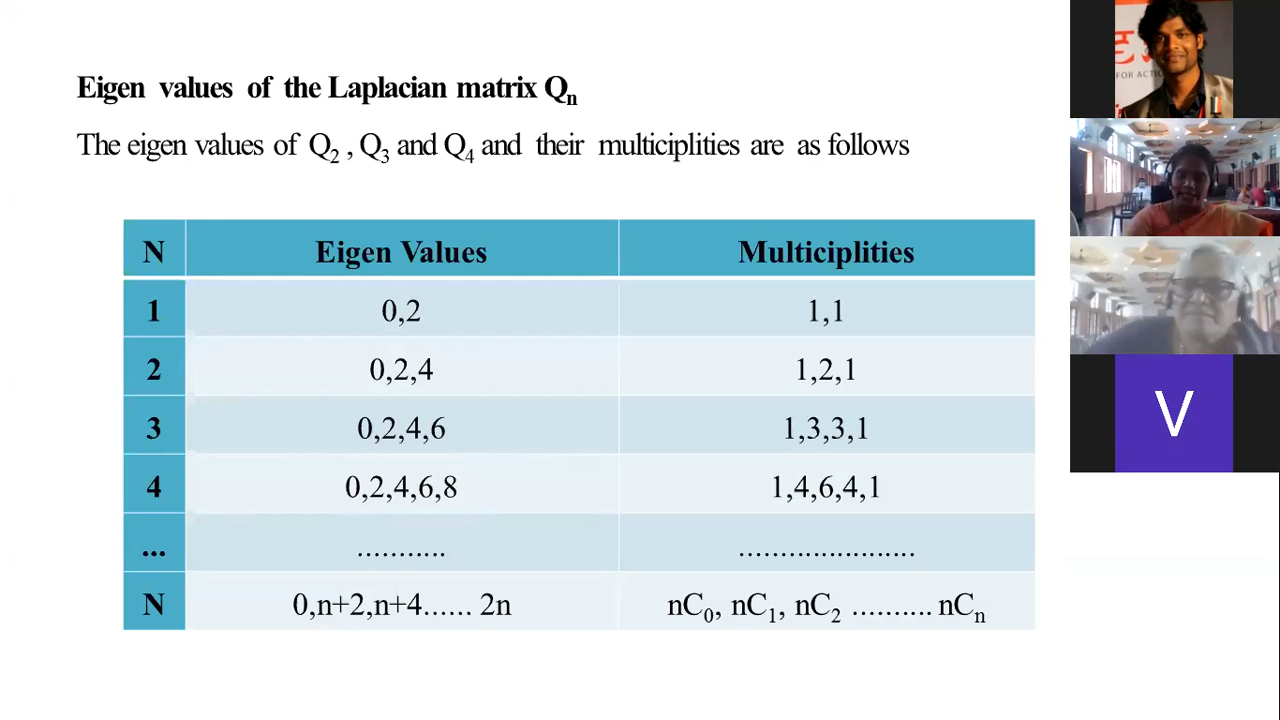 Eigen values of the Laplacian matrix Qn
The eigen values of Q2 , Q3 and Q4 and their multiciplities are as follows
N Eigen Values Multiciplities
1 0,2 1,1
2 0,2,4 1,2,1
3 0,2,4,6 1,3,3,1
4 0,2,4,6,8 1,4,6,4,1
... ........... .....................
N 0,n+2,n+4...... 2n nC0, nC1, nC2 .......... nCn
FOR ACTIO
V